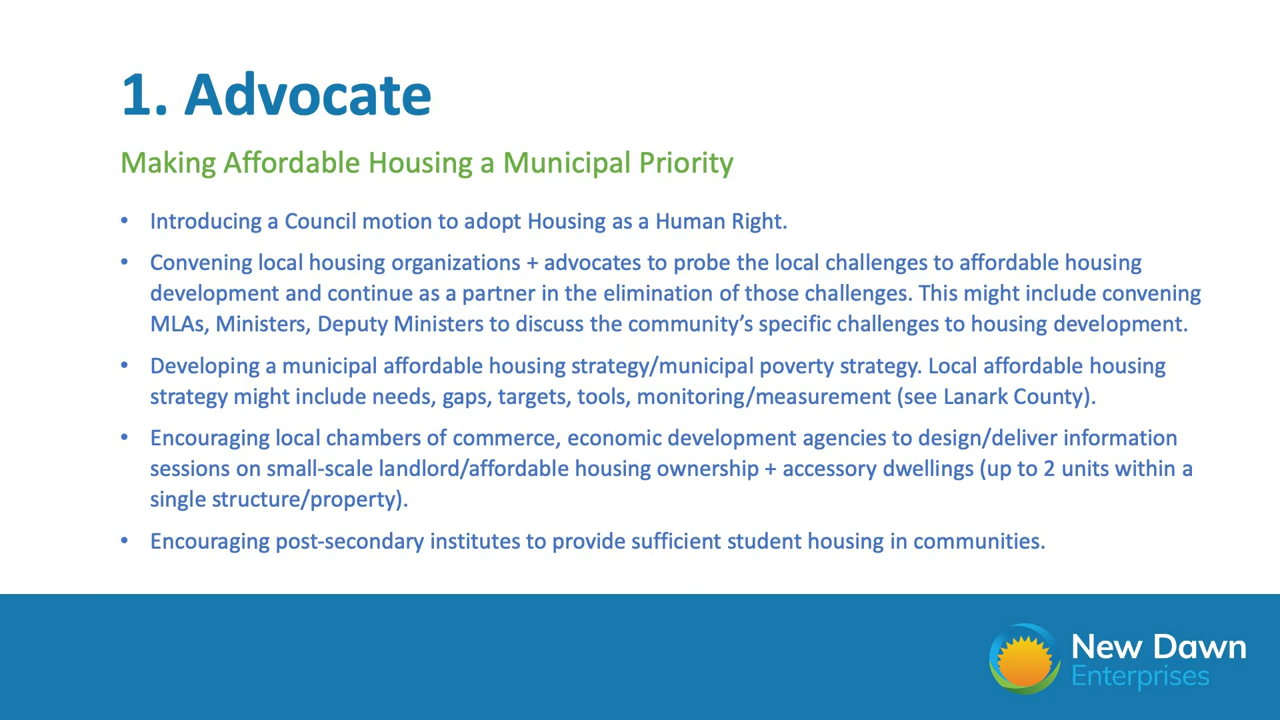 1. Advocate
Making Affordable Housing a Municipal Priority
• Introducing a Council motion to adopt Housing as a Human Right.
• Convening local housing organizations + advocates to probe the local challenges to affordable housing
development and continue as a partner in the elimination of those challenges. This might include convening
MLAs, Ministers, Deputy Ministers to discuss the community’s specific challenges to housing development.
• Developing a municipal affordable housing strategy/municipal poverty strategy. Local affordable housing
strategy might include needs, gaps, targets, tools, monitoring/measurement (see Lanark County).
• Encouraging local chambers of commerce, economic development agencies to design/deliver information
sessions on small-scale landlord/affordable housing ownership + accessory dwellings (up to 2 units within a
single structure/property).
• Encouraging post-secondary institutes to provide sufficient student housing in communities.
New Dawn
Enterprises